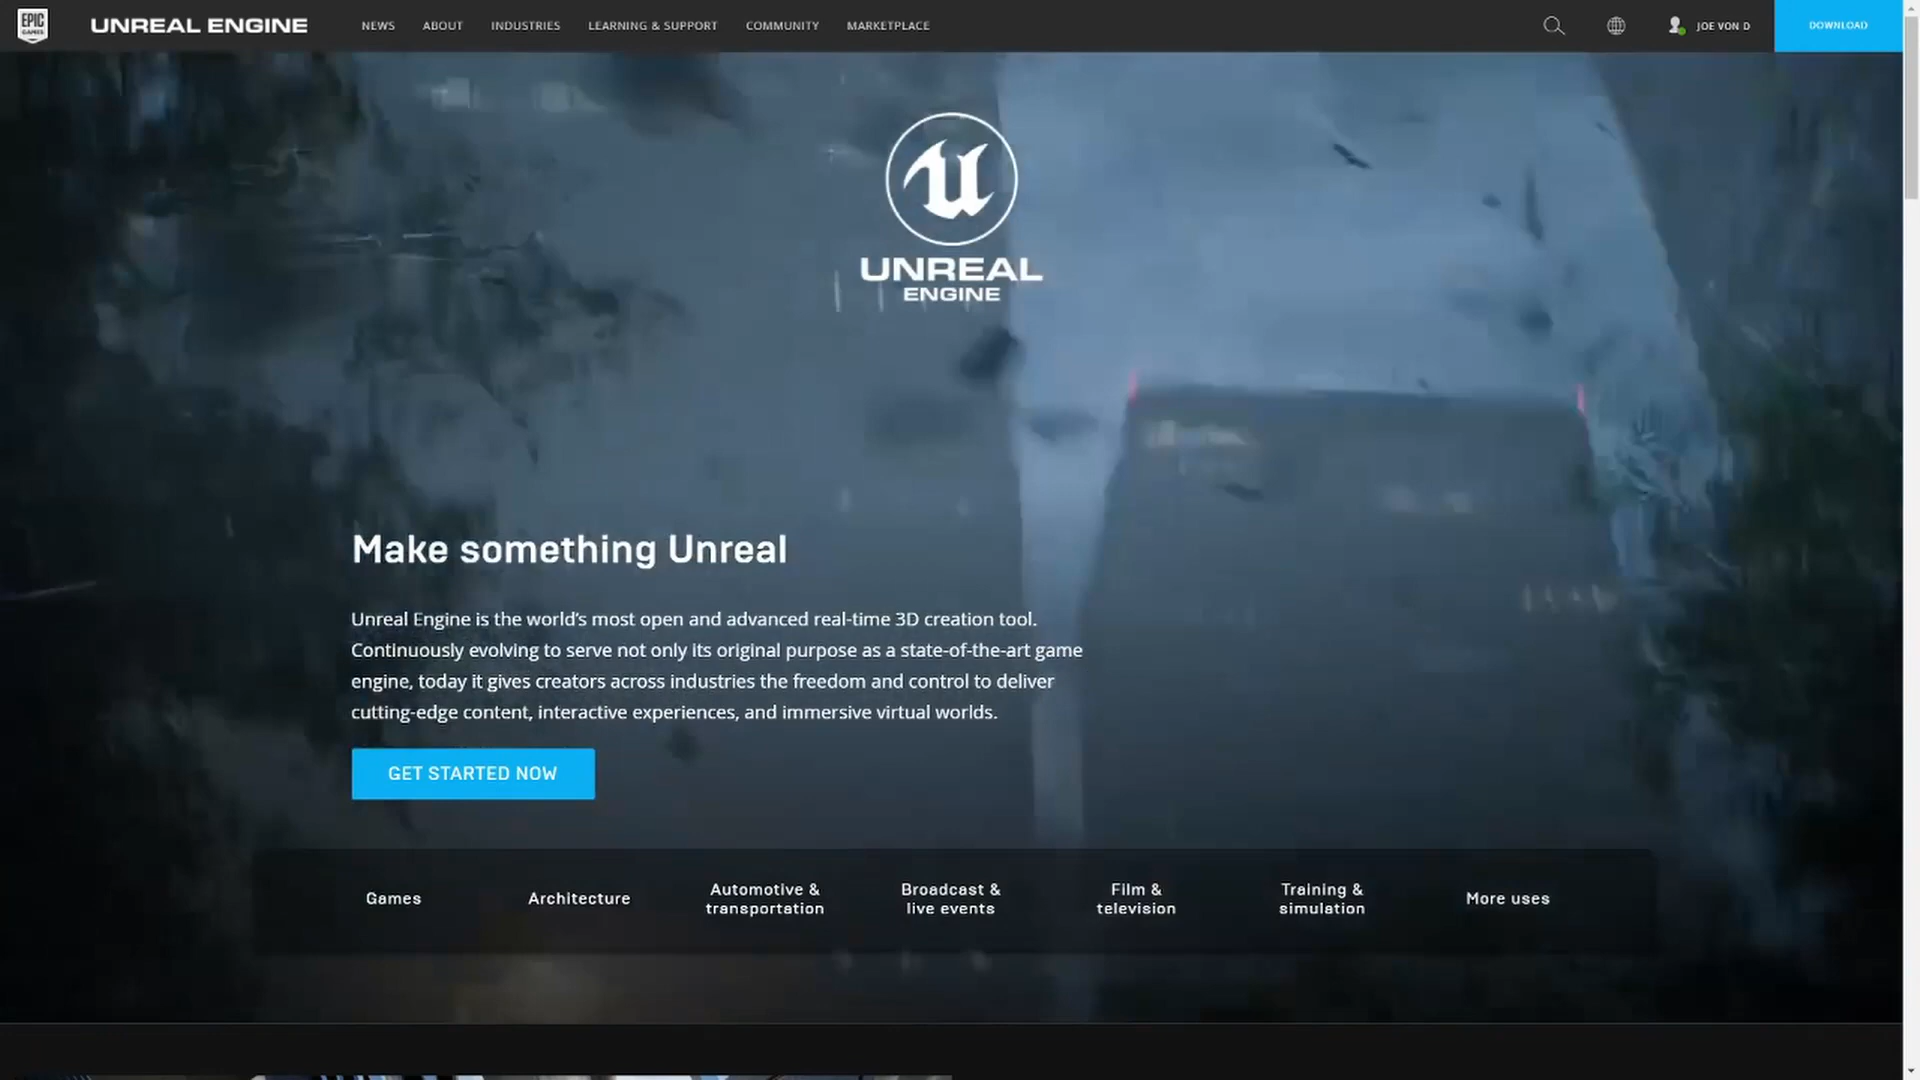 EPIC GAMES
UNREAL ENGINE
NEWS
ABOUT
INDUSTRIES
LEARNING & SUPPORT
COMMUNITY
MARKETPLACE
JOE VON D
DOWNLOAD
UNREAL
ENGINE
Make something Unreal
Unreal Engine is the world's most open and advanced real-time 3D creation tool.
Continuously evolving to serve not only its original purpose as a state-of-the-art game
engine, today it gives creators across industries the freedom and control to deliver
cutting-edge content, interactive experiences, and immersive virtual worlds.
GET STARTED NOW
Games
Architecture
Automotive &
transportation
Broadcast &
live events
Film &
television
Training &
simulation
More uses